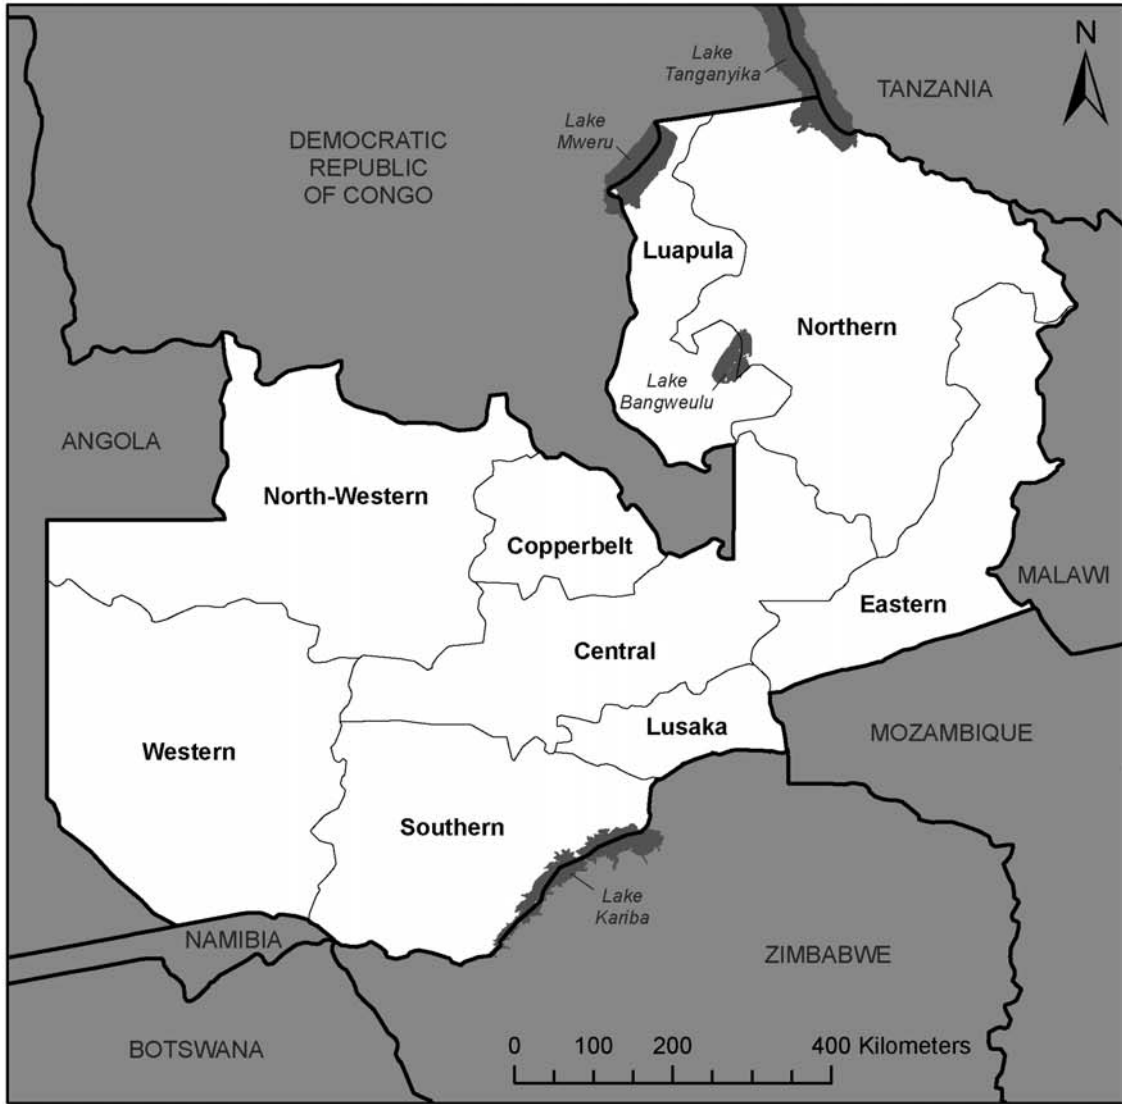 N
Lake
Tanganyika
TANZANIA
Lake
Mweru
DEMOCRATIC
REPUBLIC
OF CONGO
Luapula
Northern
Lake
Bangweulu
ANGOLA
North-Western
Copperbelt
MALAWI
Eastern
Central
Western
Lusaka
MOZAMBIQUE
Southern
Lake
Kariba
NAMIBIA
ZIMBABWE
BOTSWANA
0 100 200 400 Kilometers